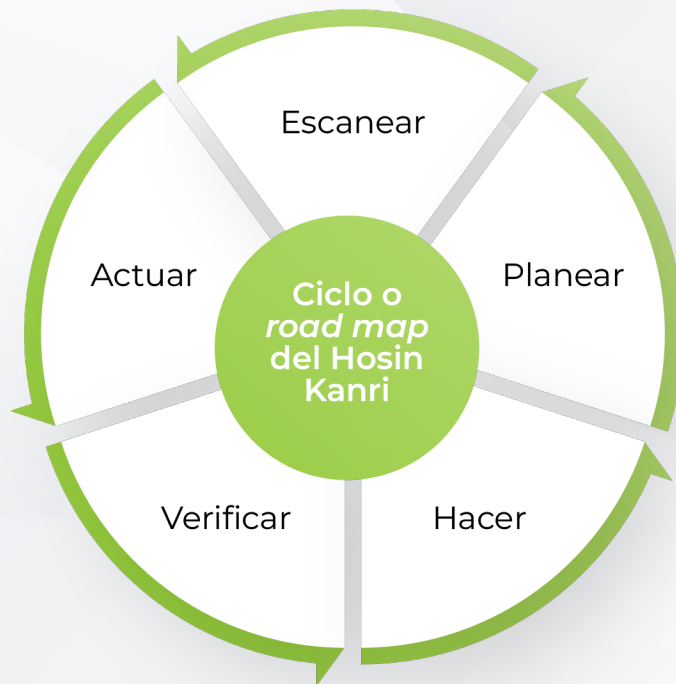 Escanear
Planear
Hacer
Verificar
Actuar
Ciclo o
road map
del Hosin
Kanri